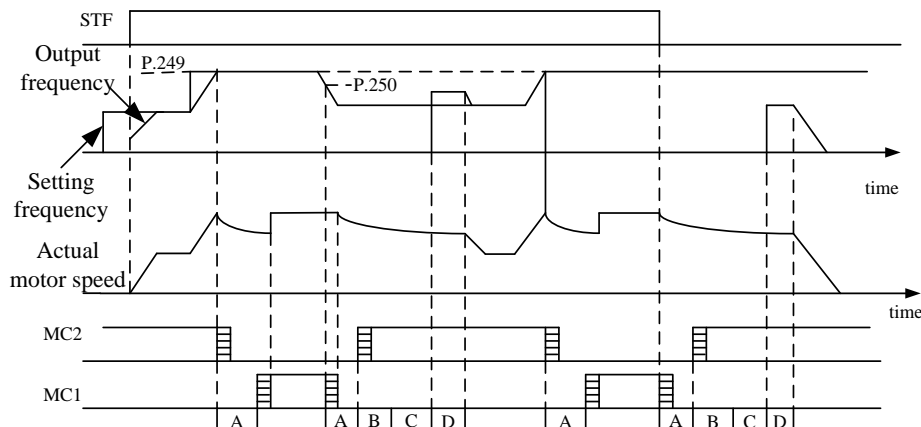 STF
Output
frequency
P.249
P.250
Setting
frequency
time
Actual
motor speed
time
MC2
MC1
A A B C D A A B C D